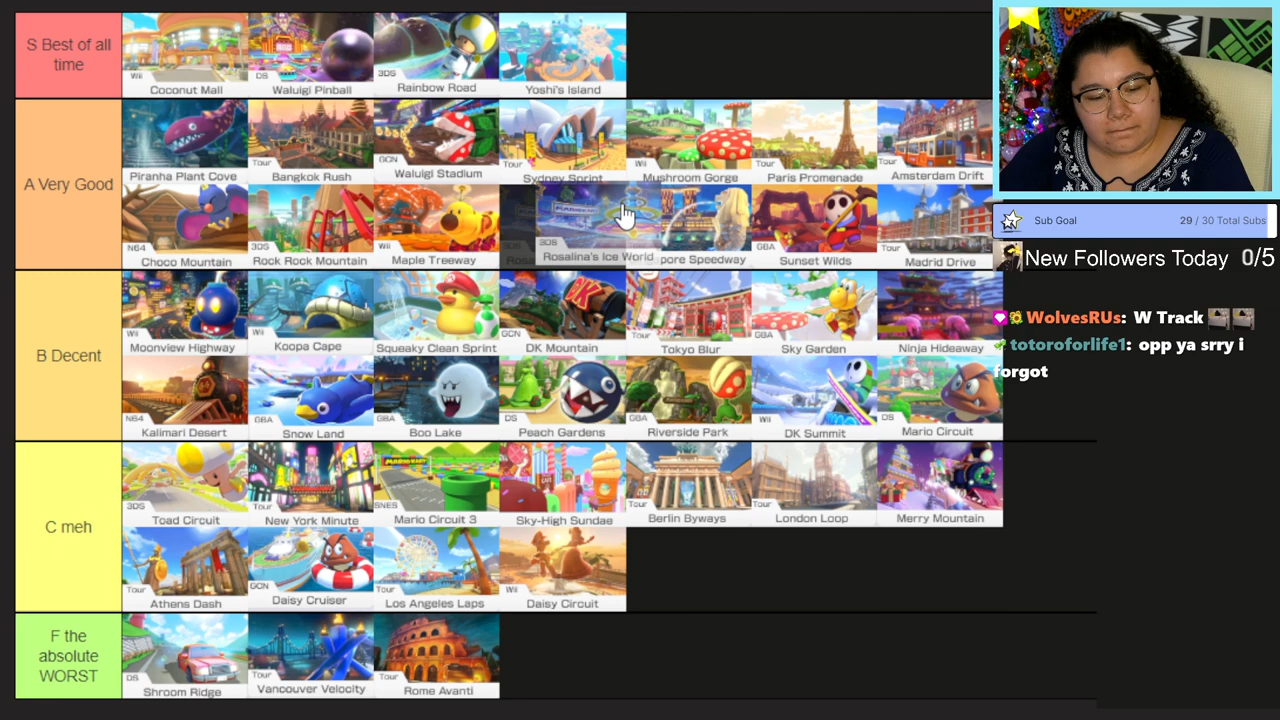 S Best of all
time
Wii
Coconut Mall
DS
Waluigi Pinball
3DS
Rainbow Road
Yoshi's Island
A Very Good
Piranha Plant Cove
Tour
Bangkok Rush
GCN
Waluigi Stadium
Tour
Sydney Sprint
Wii
Mushroom Gorge
Tour
Paris Promenade
Tour
Amsterdam Drift
N64
Choco Mountain
3DS
Rock Rock Mountain
Wii
Maple Treeway
3DS
Rosalina's Ice World
pore Speedway
GBA
Sunset Wilds
Tour
Madrid Drive
B Decent
Wii
Moonview Highway
Wii
Koopa Cape
Squeaky Clean Sprint
GCN
DK Mountain
Tour
Tokyo Blur
GBA
Sky Garden
Ninja Hideaway
N64
Kalimari Desert
GBA
Snow Land
GBA
Boo Lake
DS
Peach Gardens
GBA
Riverside Park
Wii
DK Summit
DS
Mario Circuit
C meh
3DS
Toad Circuit
Tour
New York Minute
SNES
Mario Circuit 3
Sky-High Sundae
Tour
Berlin Byways
Tour
London Loop
Merry Mountain
Tour
Athens Dash
GCN
Daisy Cruiser
Tour
Los Angeles Laps
Wii
Daisy Circuit
F the
absolute
WORST
DS
Shroom Ridge
Tour
Vancouver Velocity
Tour
Rome Avanti
Sub Goal
29 / 30 Total Subs
New Followers Today 0/5
WolvesRUs: W Track
totoroforlife1: opp ya srry i
forgot